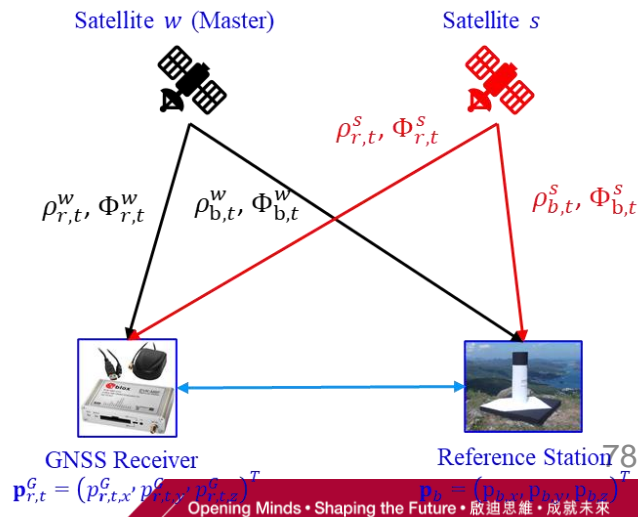 Satellite w (Master) Satellite s
ρ^s_{r,t}, Φ^s_{r,t}
ρ^w_{r,t}, Φ^w_{r,t} ρ^w_{b,t}, Φ^w_{b,t} ρ^s_{b,t}, Φ^s_{b,t}
GNSS Receiver Reference Station
78
p^G_{r,t} = (p^G_{r,t,x}, p^G_{r,t,x}, p^G_{r,t,z})^T p_b = (p_{b,x}, p_{b,y}, p_{b,z})^T
Opening Minds • Shaping the Future • 啟迪思維 • 成就未來